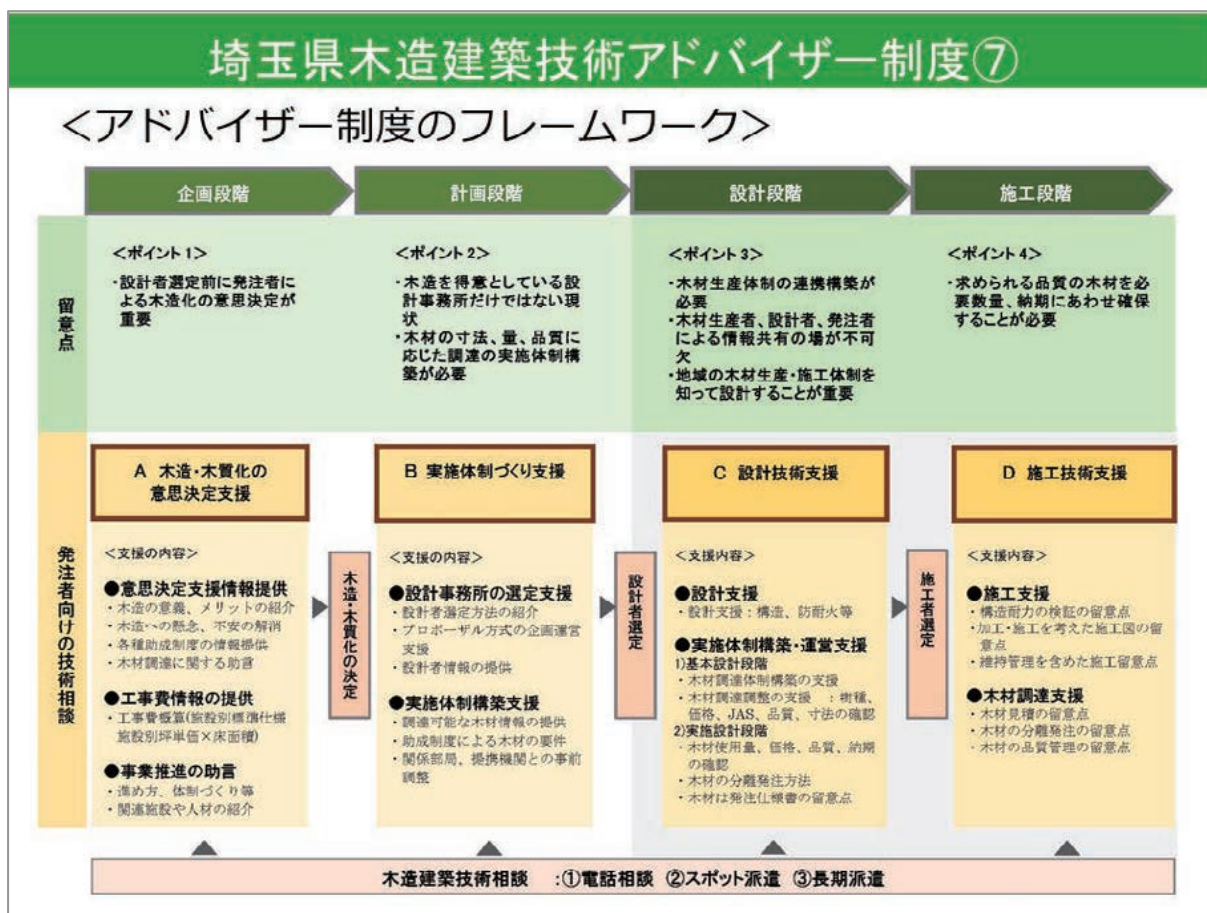 埼玉県木造建築技術アドバイザー制度⑦
＜アドバイザー制度のフレームワーク＞
企画段階
計画段階
設計段階
施工段階
留意点
＜ポイント1＞
・設計者選定前に発注者に
よる木造化の意思決定が
重要
＜ポイント2＞
・木造を得意としている設
計事務所だけではない現
状
・木材の寸法、量、品質に
応じた調達の実施体制構
築が必要
＜ポイント3＞
・木材生産体制の連携構築が
必要
・木材生産者、設計者、発注者
による情報共有の場が不可
欠
・地域の木材生産・施工体制を
知って設計することが重要
＜ポイント4＞
・求められる品質の木材を必
要数量、納期にあわせ確保
することが必要
発注者向けの技術相談
A 木造・木質化の
意思決定支援
＜支援の内容＞
●意思決定支援情報提供
・木造の意義、メリットの紹介
・木造への懸念、不安の解消
・各種助成制度の情報提供
・木材調達に関する助言
●工事費情報の提供
・工事費概算(施設別標準仕様
施設別坪単価×床面積)
●事業推進の助言
・進め方、体制づくり等
・関連施設や人材の紹介
木造・木質化の決定
B 実施体制づくり支援
＜支援の内容＞
●設計事務所の選定支援
・設計者選定方法の紹介
・プロポーザル方式の企画運営
支援
・設計者情報の提供
●実施体制構築支援
・調達可能な木材情報の提供
・助成制度による木材の要件
・関係部局、提携機関との事前
調整
設計者選定
C 設計技術支援
＜支援内容＞
●設計支援
・設計支援：構造、防耐火等
●実施体制構築・運営支援
1)基本設計段階
・木材調達体制構築の支援
・木材調達調整の支援 ：樹種、
価格、JAS、品質、寸法の確認
2)実施設計段階
・木材使用量、価格、品質、納期
の確認
・木材の分離発注方法
・木材は発注仕様書の留意点
施工者選定
D 施工技術支援
＜支援内容＞
●施工支援
・構造耐力の検証の留意点
・加工・施工を考えた施工図の留
意点
・維持管理を含めた施工留意点
●木材調達支援
・木材見積の留意点
・木材の分離発注の留意点
・木材の品質管理の留意点
木造建築技術相談 ：①電話相談 ②スポット派遣 ③長期派遣